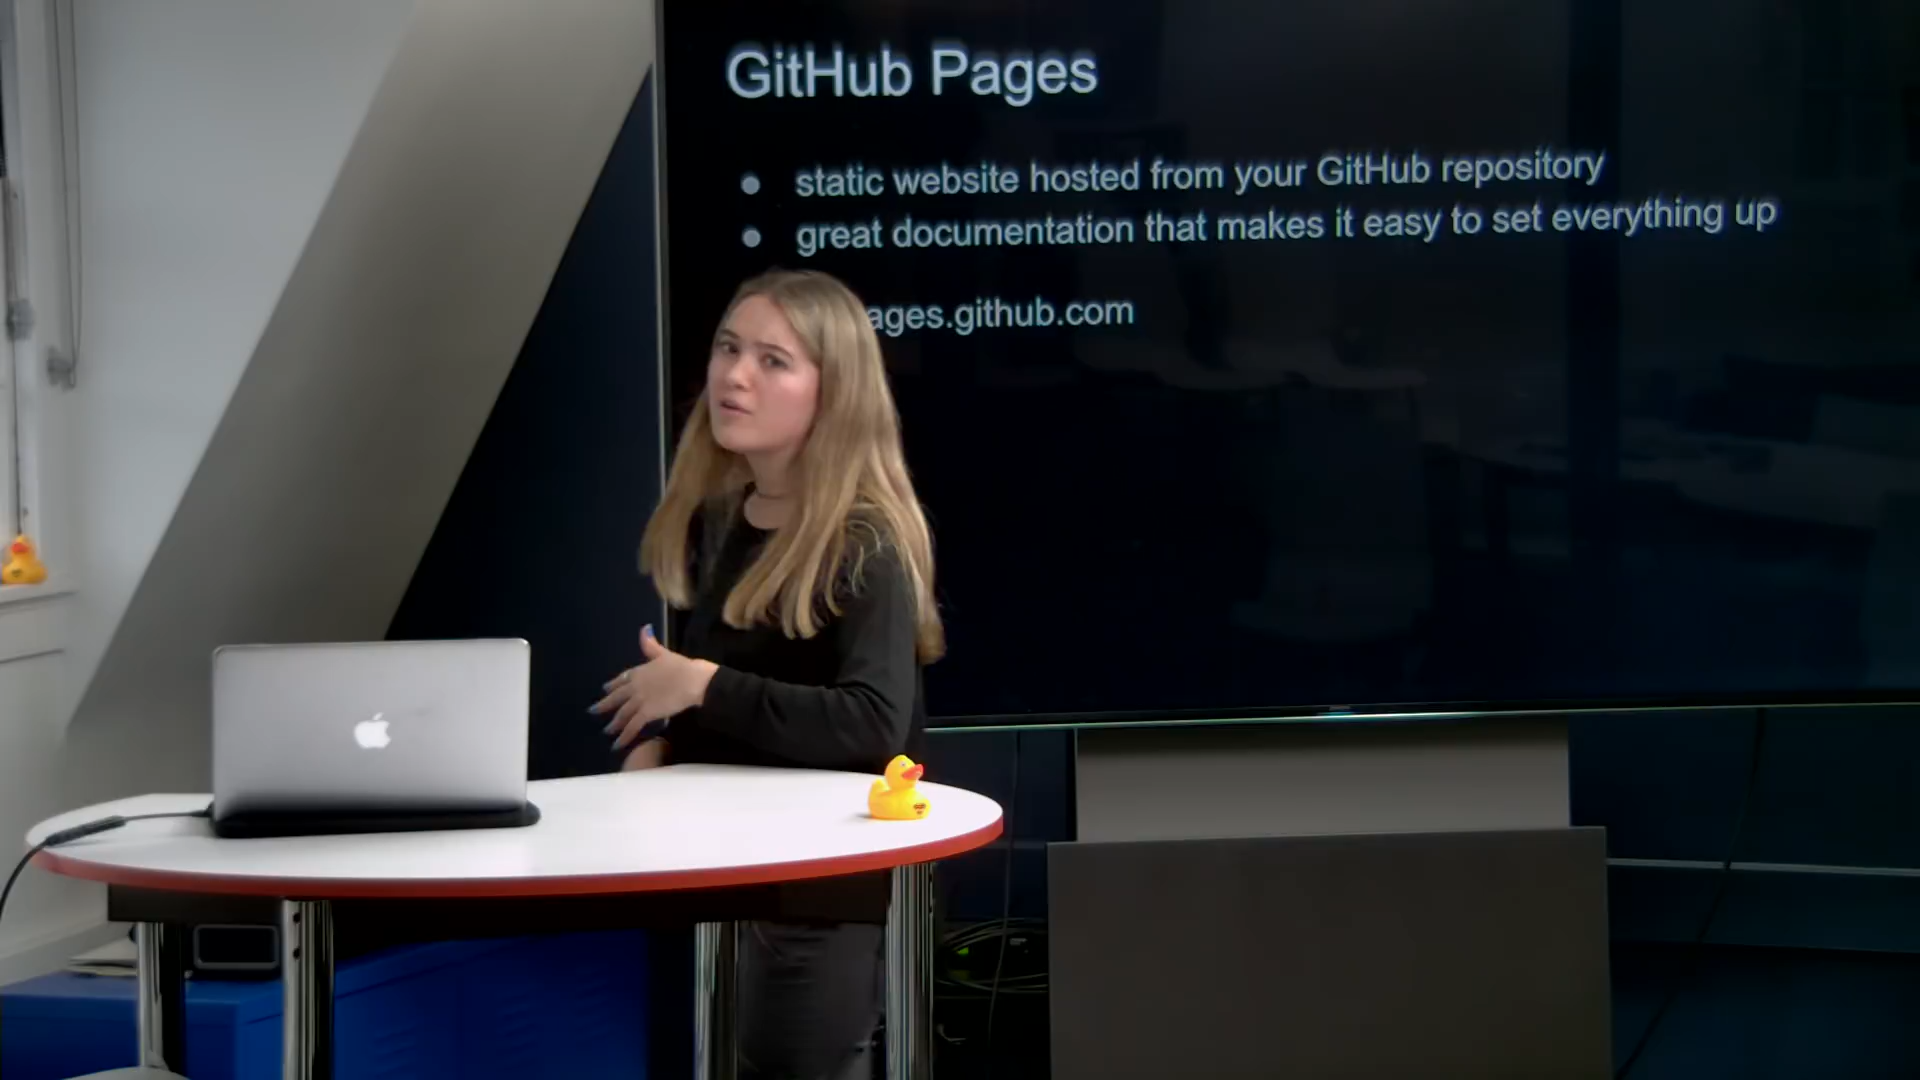 GitHub Pages
static website hosted from your GitHub repository
great documentation that makes it easy to set everything up
ages.github.com